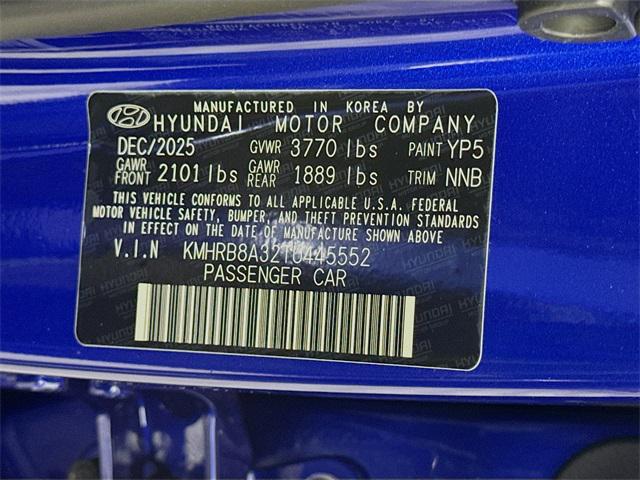 MANUFACTURED IN KOREA BY
HYUNDAI MOTOR COMPANY
DEC/2025 GVWR 3770 lbs PAINT YP5
GAWR FRONT 2101 lbs GAWR REAR 1889 lbs TRIM NNB
THIS VEHICLE CONFORMS TO ALL APPLICABLE U.S.A. FEDERAL
MOTOR VEHICLE SAFETY, BUMPER, AND THEFT PREVENTION STANDARDS
IN EFFECT ON THE DATE OF MANUFACTURE SHOWN ABOVE
V.I.N KMHRB8A32TU445552
PASSENGER CAR